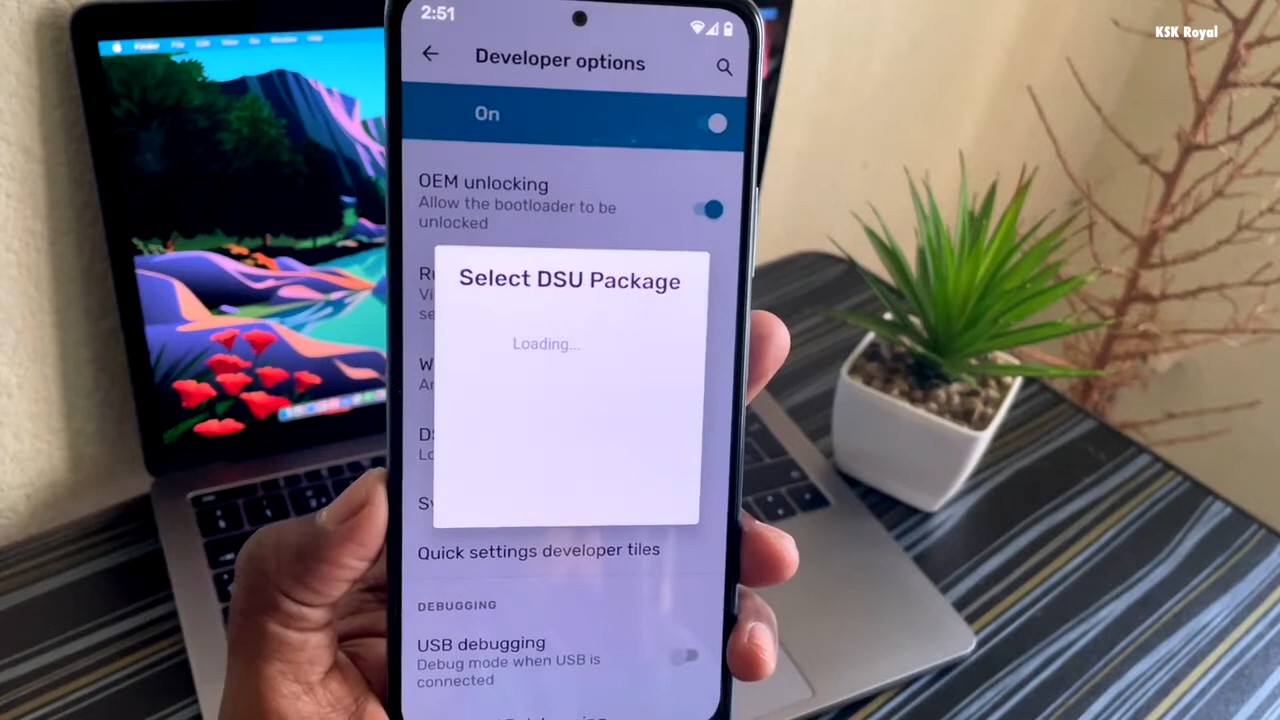 KSK Royal
2:51
Developer options
On
OEM unlocking
Allow the bootloader to be
unlocked
Select DSU Package
Loading...
Quick settings developer tiles
DEBUGGING
USB debugging
Debug mode when USB is
connected
Finder